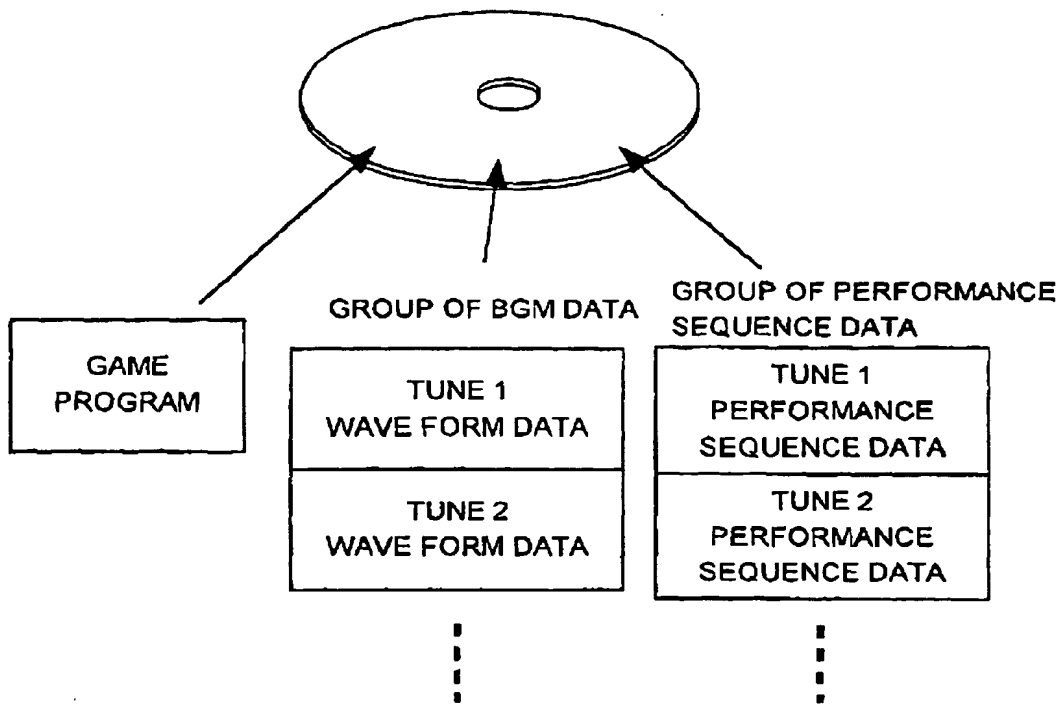 GAME
PROGRAM
GROUP OF BGM DATA
TUNE 1
WAVE FORM DATA
TUNE 2
WAVE FORM DATA
GROUP OF PERFORMANCE
SEQUENCE DATA
TUNE 1
PERFORMANCE
SEQUENCE DATA
TUNE 2
PERFORMANCE
SEQUENCE DATA